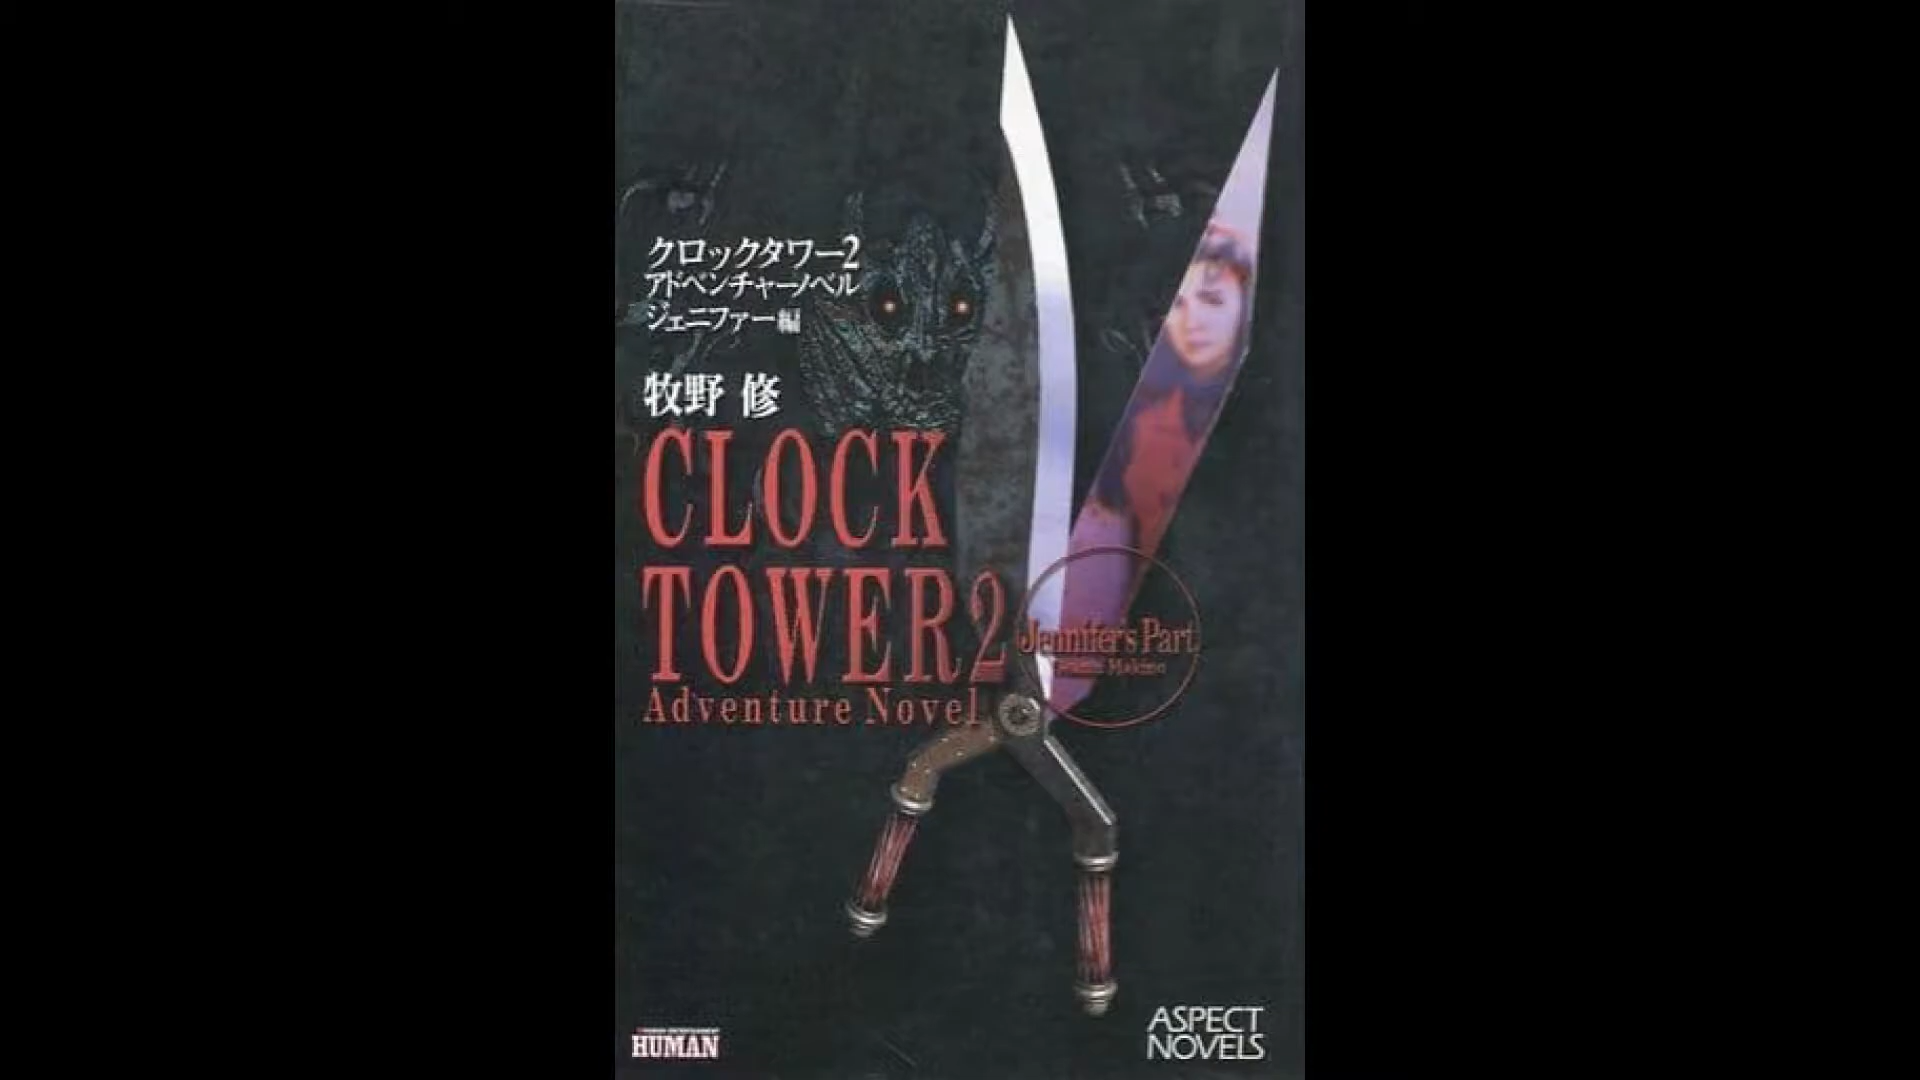 クロックタワー2
アドベンチャーノベル
ジェニファー編
牧野 修
CLOCK
TOWER2
Adventure Novel
Jennifer's Part
Makino
HUMAN
ASPECT
NOVELS